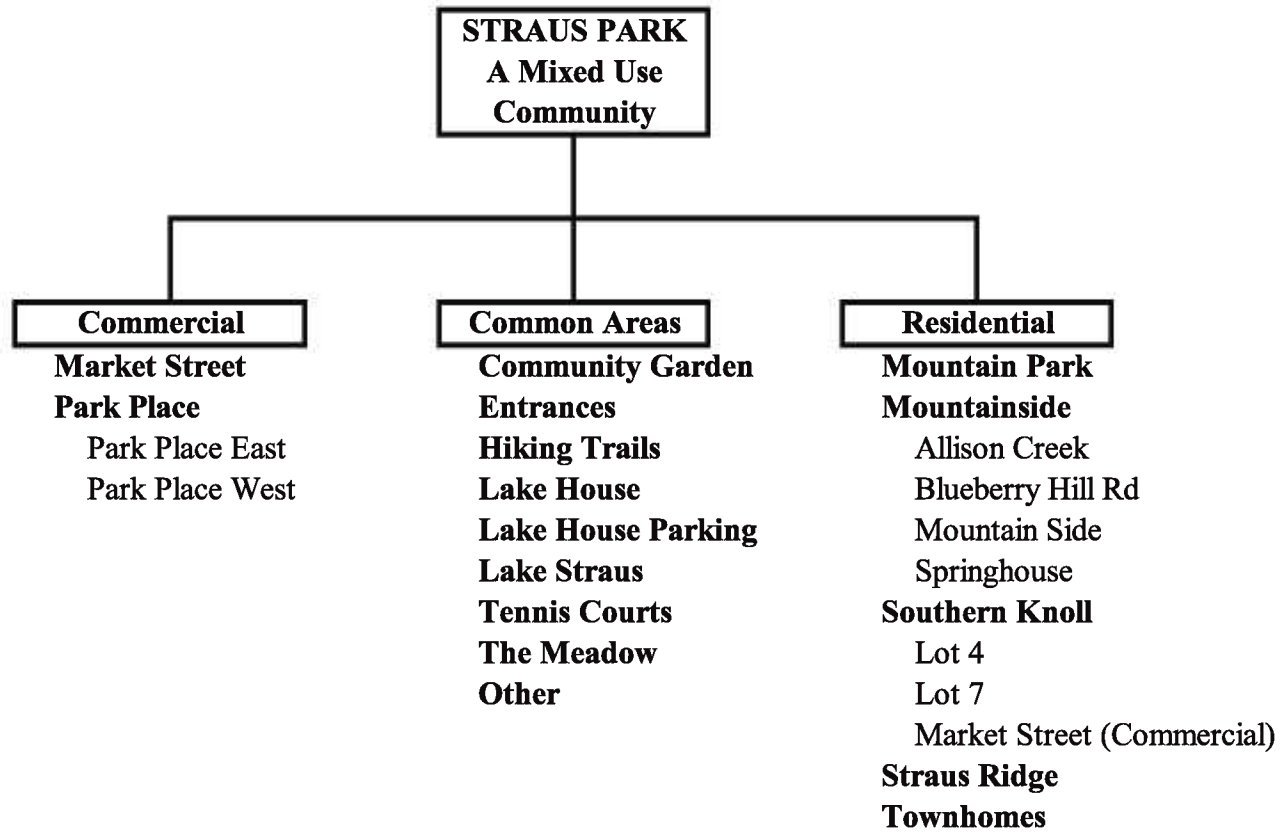 STRAUS PARK
A Mixed Use
Community
Commercial
Market Street
Park Place
Park Place East
Park Place West
Common Areas
Community Garden
Entrances
Hiking Trails
Lake House
Lake House Parking
Lake Straus
Tennis Courts
The Meadow
Other
Residential
Mountain Park
Mountainside
Allison Creek
Blueberry Hill Rd
Mountain Side
Springhouse
Southern Knoll
Lot 4
Lot 7
Market Street (Commercial)
Straus Ridge
Townhomes